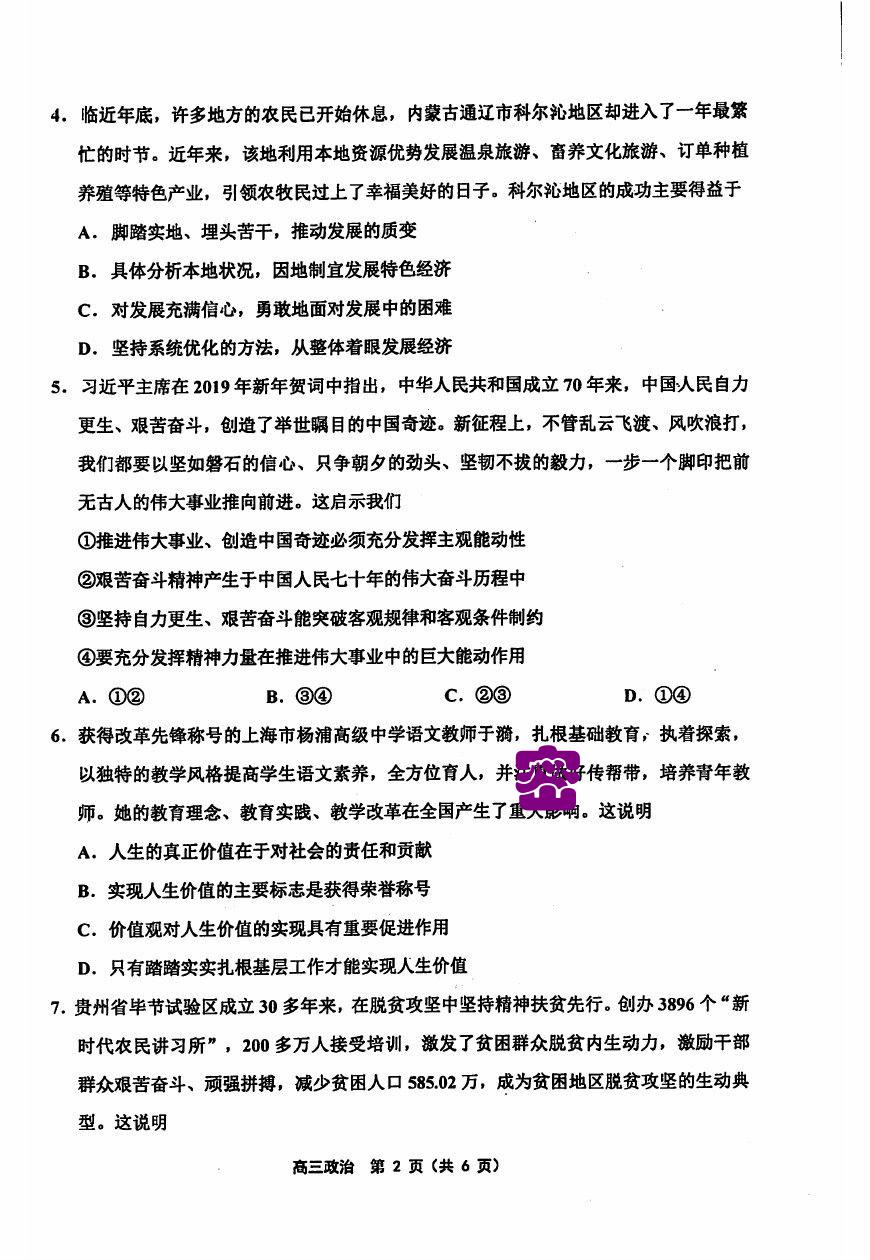 4．临近年底，许多地方的农民已开始休息，内蒙古通辽市科尔沁地区却进入了一年最繁
忙的时节。近年来，该地利用本地资源优势发展温泉旅游、畜养文化旅游、订单种植
养殖等特色产业，引领农牧民过上了幸福美好的日子。科尔沁地区的成功主要得益于
A．脚踏实地、埋头苦干，推动发展的质变
B．具体分析本地状况，因地制宜发展特色经济
C．对发展充满信心，勇敢地面对发展中的困难
D．坚持系统优化的方法，从整体着眼发展经济
5．习近平主席在 2019 年新年贺词中指出，中华人民共和国成立 70 年来，中国人民自力
更生、艰苦奋斗，创造了举世瞩目的中国奇迹。新征程上，不管乱云飞渡、风吹浪打，
我们都要以坚如磐石的信心、只争朝夕的劲头、坚韧不拔的毅力，一步一个脚印把前
无古人的伟大事业推向前进。这启示我们
①推进伟大事业、创造中国奇迹必须充分发挥主观能动性
②艰苦奋斗精神产生于中国人民七十年的伟大奋斗历程中
③坚持自力更生、艰苦奋斗能突破客观规律和客观条件制约
④要充分发挥精神力量在推进伟大事业中的巨大能动作用
A．①② B．③④ C．②③ D．①④
6．获得改革先锋称号的上海市杨浦高级中学语文教师于漪，扎根基础教育，执着探索，
以独特的教学风格提高学生语文素养，全方位育人，并 传帮带，培养青年教
师。她的教育理念、教育实践、教学改革在全国产生了重大影响。这说明
A．人生的真正价值在于对社会的责任和贡献
B．实现人生价值的主要标志是获得荣誉称号
C．价值观对人生价值的实现具有重要促进作用
D．只有踏踏实实扎根基层工作才能实现人生价值
7．贵州省毕节试验区成立 30 多年来，在脱贫攻坚中坚持精神扶贫先行。创办 3896 个“新
时代农民讲习所”，200 多万人接受培训，激发了贫困群众脱贫内生动力，激励干部
群众艰苦奋斗、顽强拼搏，减少贫困人口 585.02 万，成为贫困地区脱贫攻坚的生动典
型。这说明
高三政治 第 2 页（共 6 页）